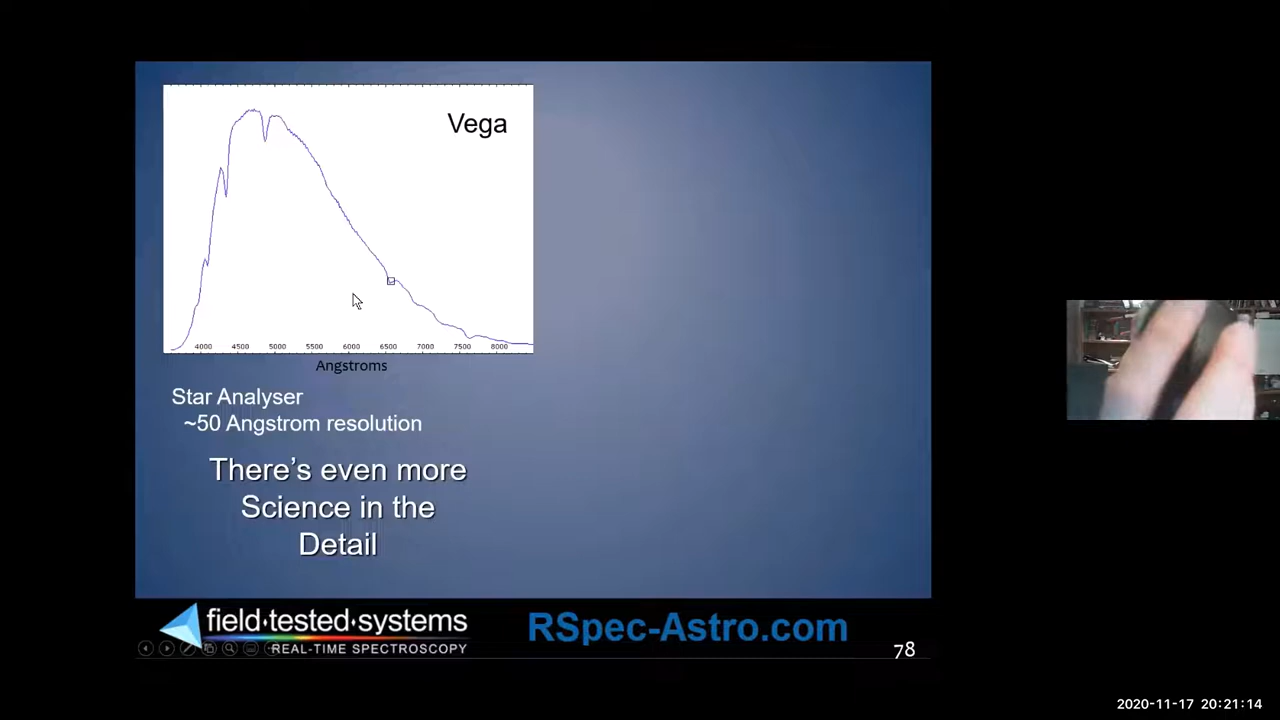 Vega
4000 4500 5000 5500 6000 6500 7000 7500 8000
Angstroms
Star Analyser
~50 Angstrom resolution
There's even more
Science in the
Detail
field·tested·systems
REAL-TIME SPECTROSCOPY
RSpec-Astro.com
78
2020-11-17 20:21:14